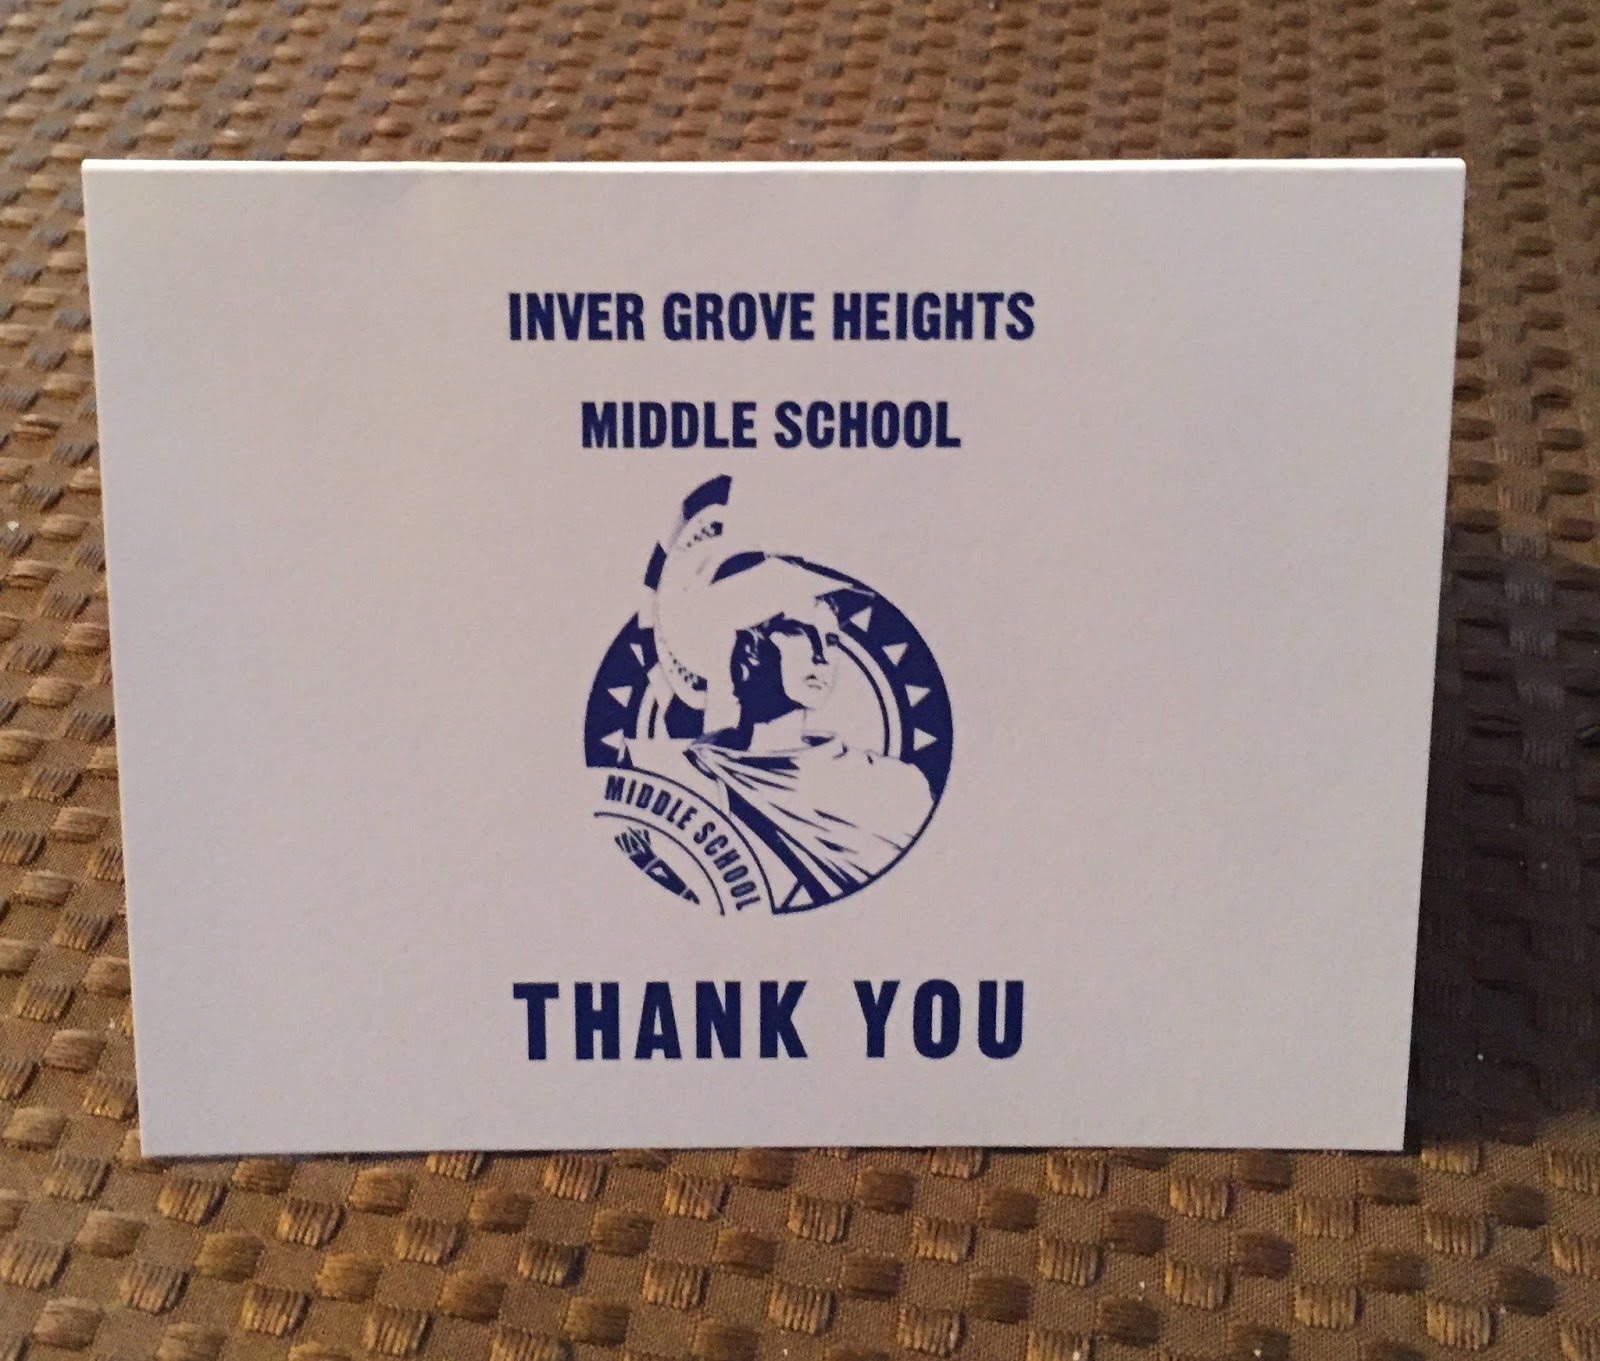 INVER GROVE HEIGHTS
MIDDLE SCHOOL
MIDDLE SCHOOL
THANK YOU